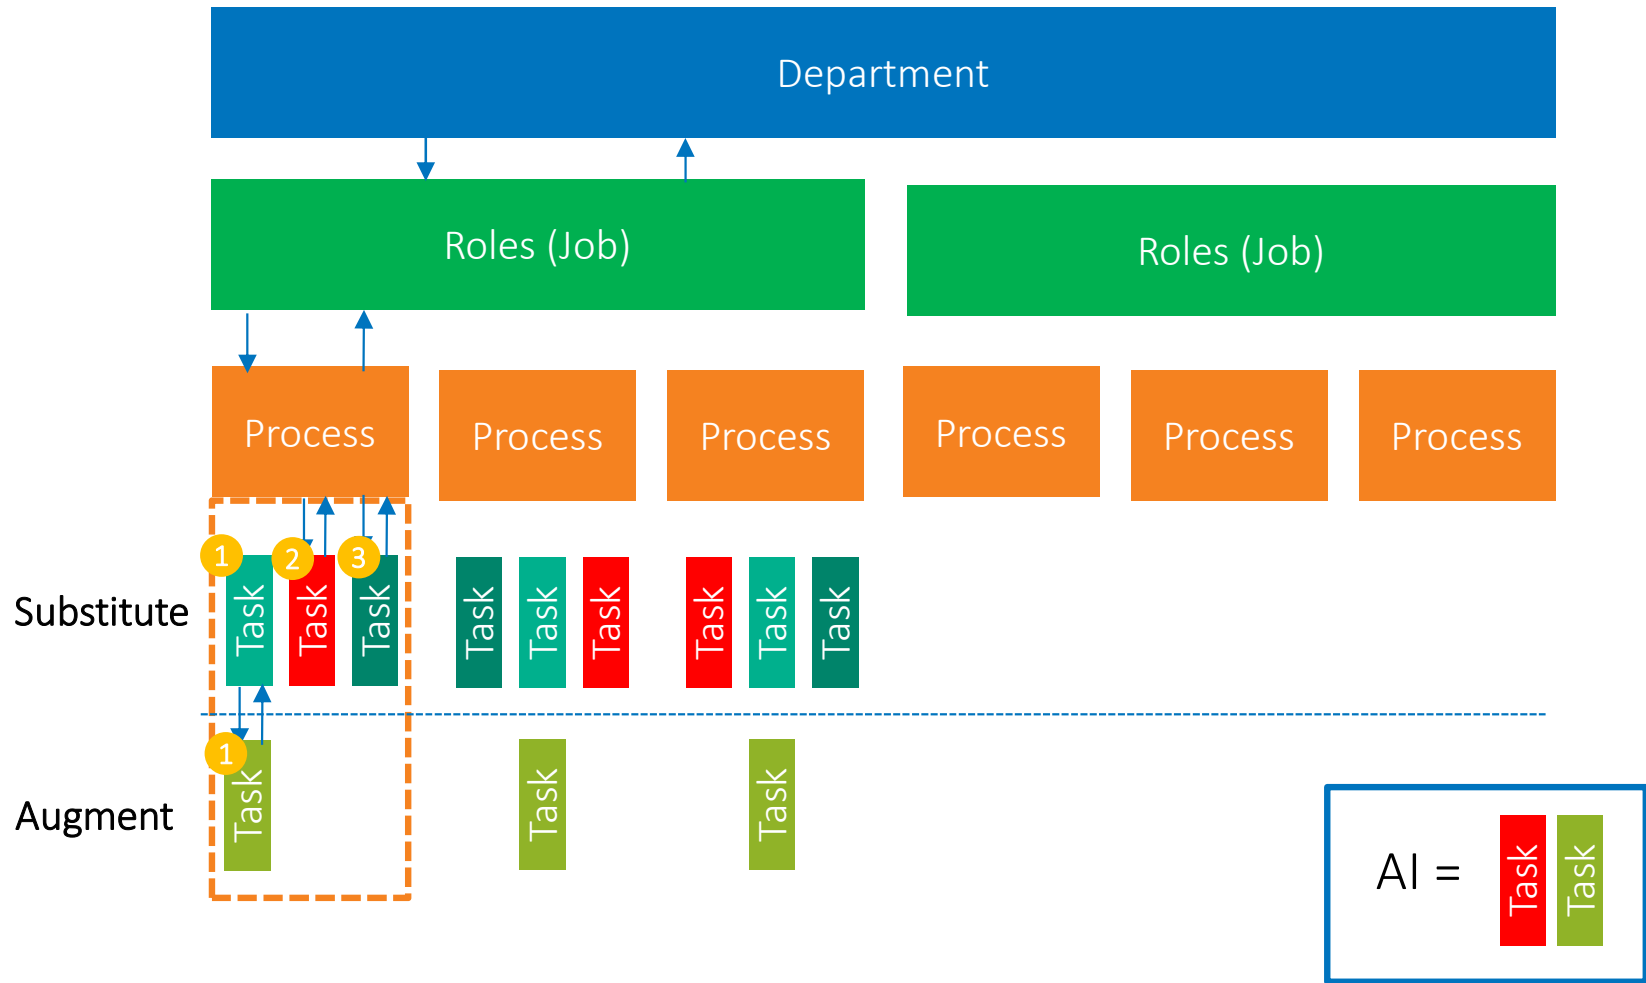 Department
Roles (Job)
Roles (Job)
Process
Process
Process
Process
Process
Process
1
2
3
Substitute
Task
Task
Task
Task
Task
Task
Task
Task
Task
1
Augment
Task
Task
Task
AI =
Task
Task